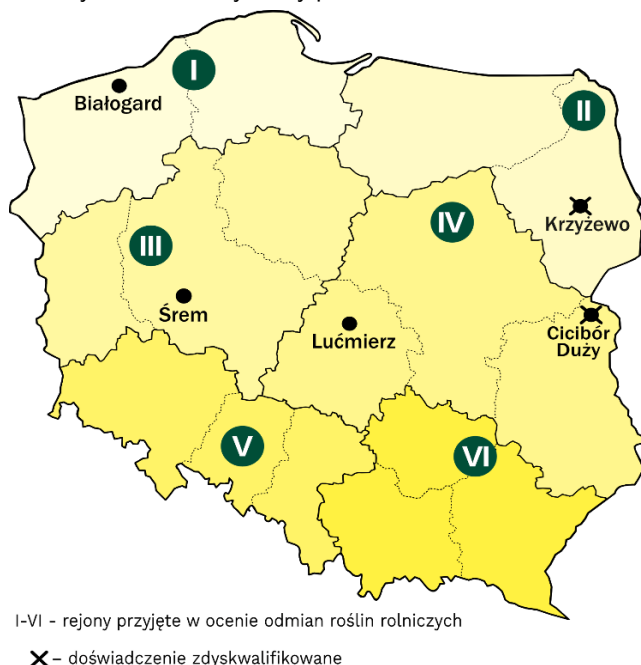 I
Białogard
II
Krzyżewo
IV
III
Śrem
Lućmierz
Cicibór
Duży
V
VI
I-VI - rejony przyjęte w ocenie odmian roślin rolniczych
✕ – doświadczenie zdyskwalifikowane